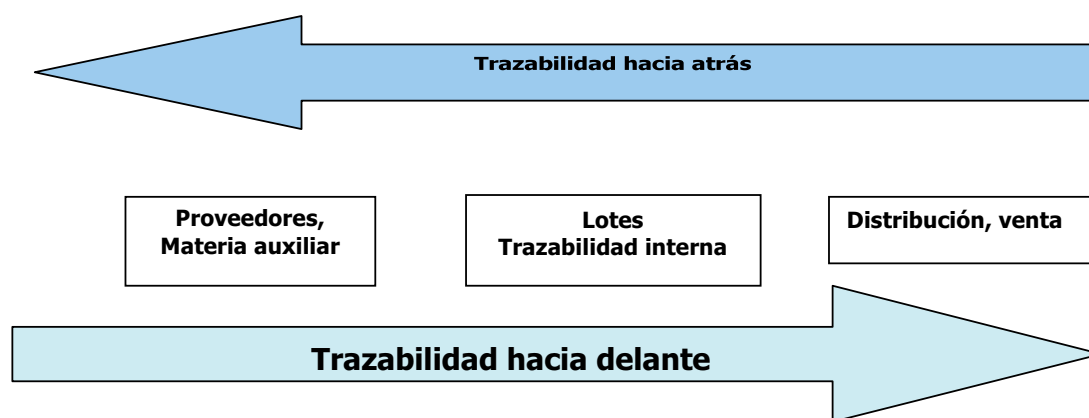 Trazabilidad hacia atrás
Proveedores,
Materia auxiliar
Lotes
Trazabilidad interna
Distribución, venta
Trazabilidad hacia delante